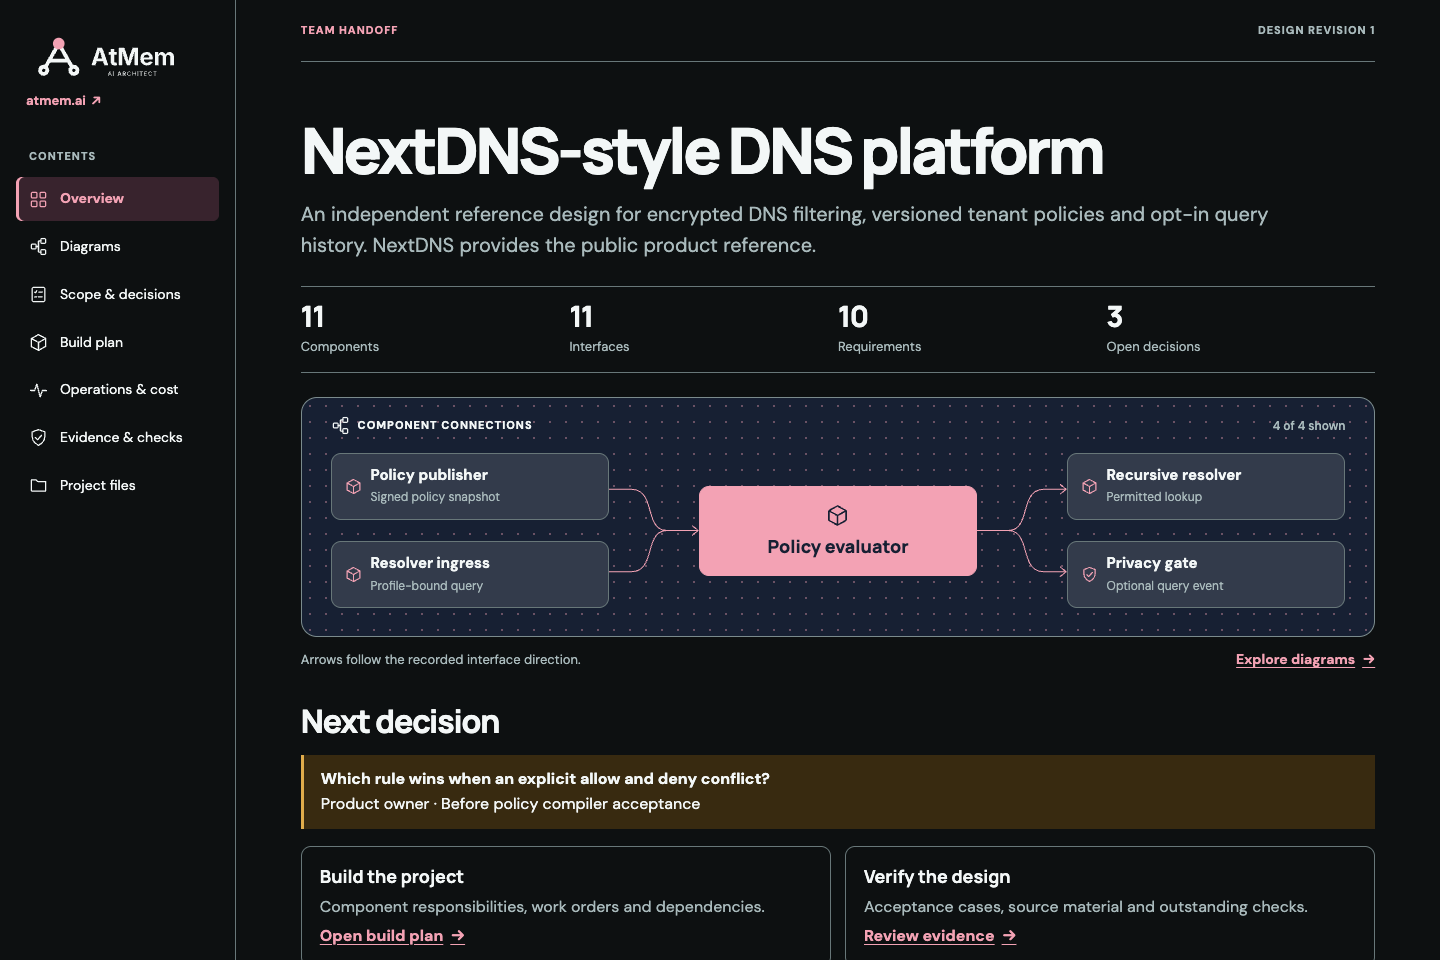 AtMem
AI ARCHITECT
atmem.ai ↗
CONTENTS
Overview
Diagrams
Scope & decisions
Build plan
Operations & cost
Evidence & checks
Project files
TEAM HANDOFF
DESIGN REVISION 1
NextDNS-style DNS platform
An independent reference design for encrypted DNS filtering, versioned tenant policies and opt-in query
history. NextDNS provides the public product reference.
11
Components
11
Interfaces
10
Requirements
3
Open decisions
COMPONENT CONNECTIONS
4 of 4 shown
Policy publisher
Signed policy snapshot
Resolver ingress
Profile-bound query
Policy evaluator
Recursive resolver
Permitted lookup
Privacy gate
Optional query event
Arrows follow the recorded interface direction.
Explore diagrams →
Next decision
Which rule wins when an explicit allow and deny conflict?
Product owner · Before policy compiler acceptance
Build the project
Component responsibilities, work orders and dependencies.
Open build plan →
Verify the design
Acceptance cases, source material and outstanding checks.
Review evidence →